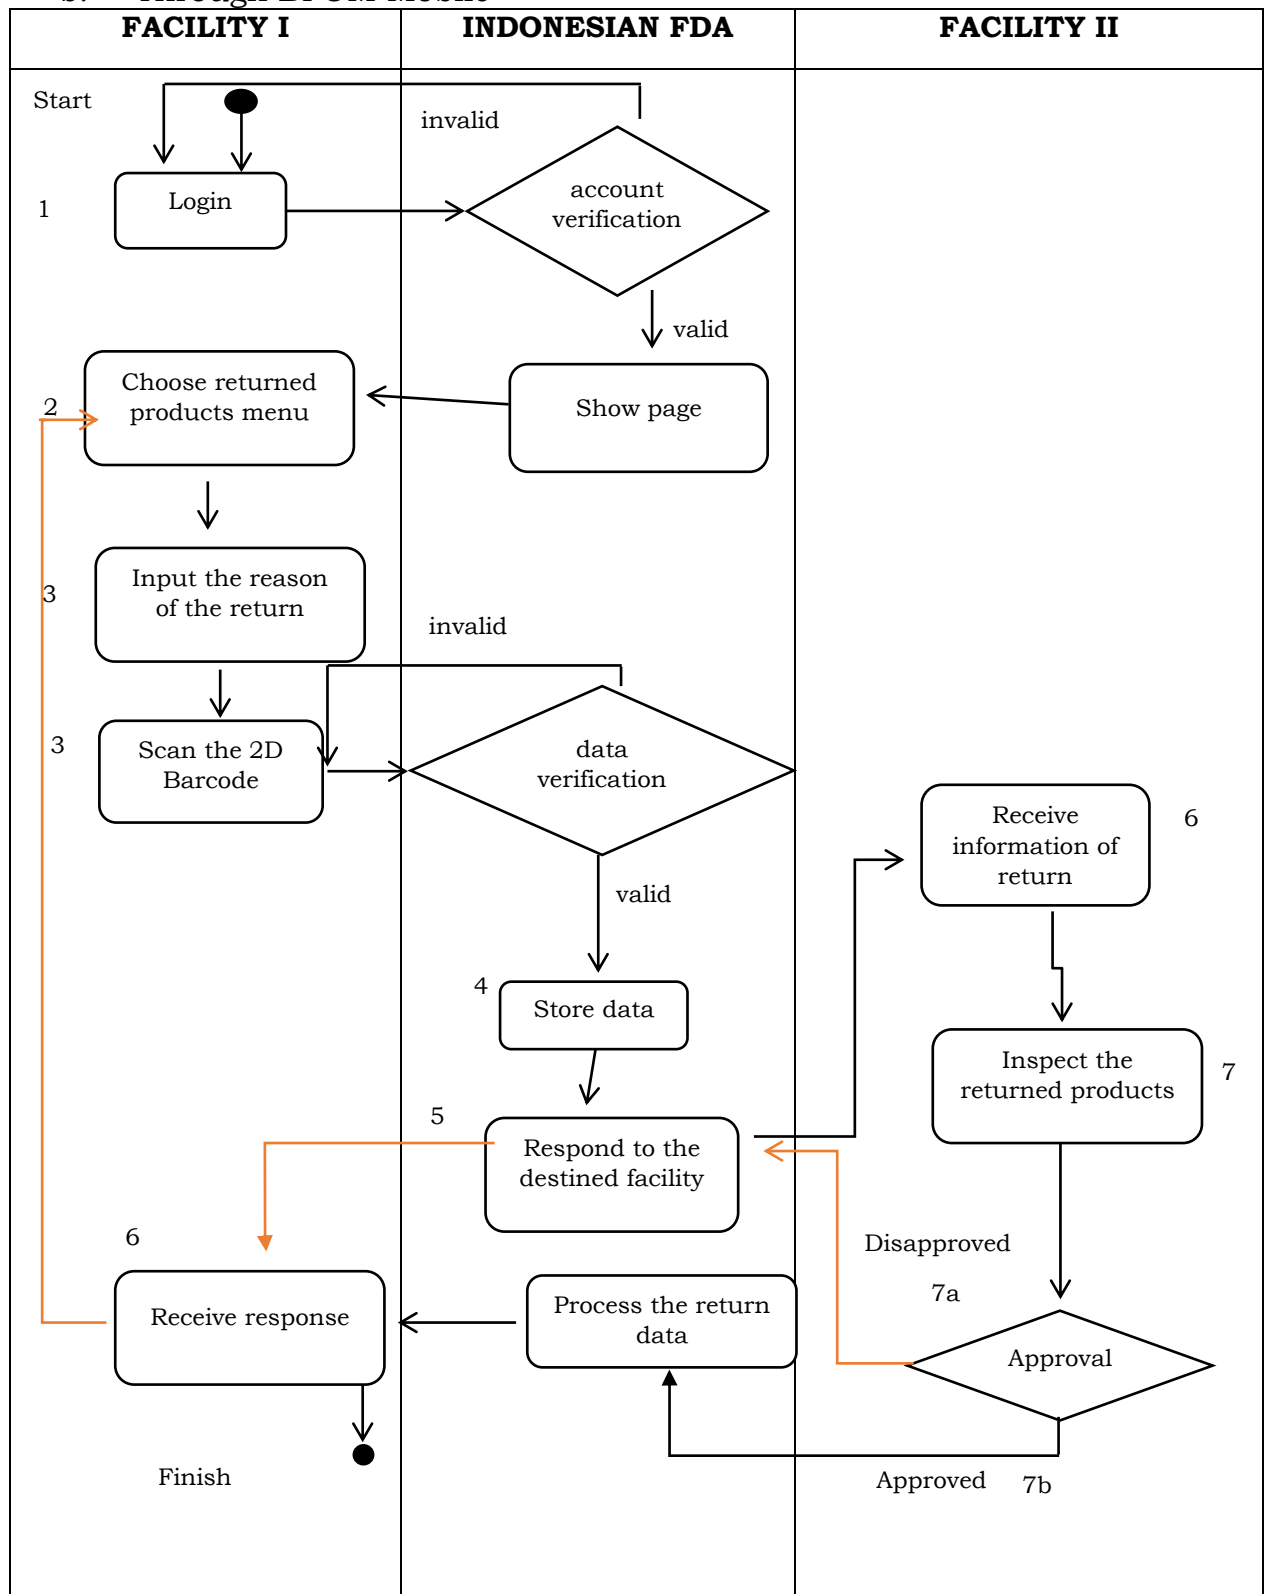 b. Through BPOM Mobile
FACILITY I
INDONESIAN FDA
FACILITY II
Start
invalid
account
verification
1
Login
valid
2
Choose returned
products menu
Show page
3
Input the reason
of the return
invalid
3
Scan the 2D
Barcode
data
verification
Receive
information of
return
6
valid
4
Store data
Inspect the
returned products
7
5
Respond to the
destined facility
6
Disapproved
7a
Receive response
Process the return
data
Approval
Finish
Approved
7b